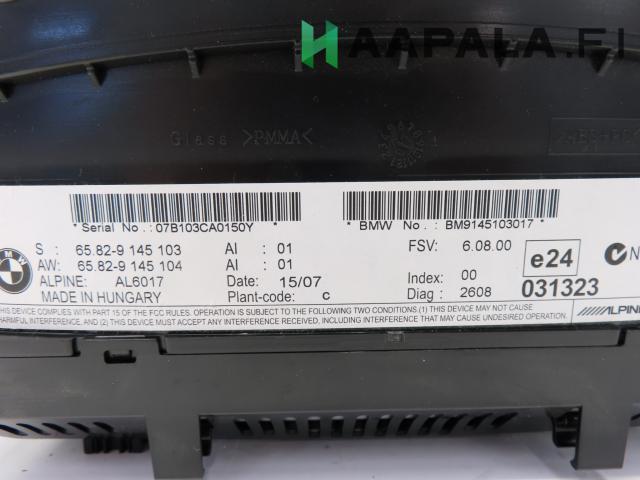 HAAPALA.FI
Glass >PMMA<
* Serial No. : 07B103CA0150Y *
* BMW No. : BM9145103017 *
S : 65.82-9 145 103 AI : 01
AW: 65.82-9 145 104 AI : 01
ALPINE: AL6017 Date: 15/07
MADE IN HUNGARY Plant-code: c
FSV: 6.08.00
Index: 00
Diag : 2608
e24
031323
N
BMW
THIS DEVICE COMPLIES WITH PART 15 OF THE FCC RULES. OPERATION IS SUBJECT TO THE FOLLOWING TWO CONDITIONS:(1) THIS DEVICE MAY NOT CAUSE
HARMFUL INTERFERENCE, AND (2) THIS DEVICE MUST ACCEPT ANY INTERFERENCE RECEIVED, INCLUDING INTERFERENCE THAT MAY CAUSE UNDESIRED OPERATION.
ALPINE